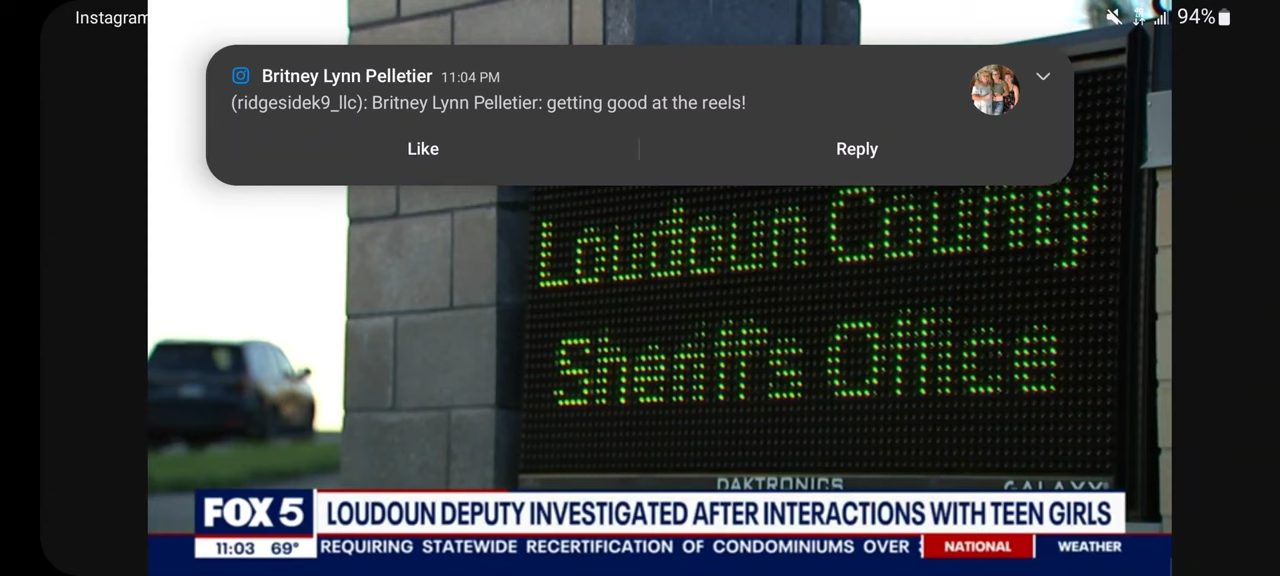 Instagram
94%
Britney Lynn Pelletier 11:04 PM
(ridgesidek9_llc): Britney Lynn Pelletier: getting good at the reels!
Like Reply
Loudoun County
Sheriff's Office
DAKTRONICS GALAXY
FOX 5 LOUDOUN DEPUTY INVESTIGATED AFTER INTERACTIONS WITH TEEN GIRLS
11:03 69° REQUIRING STATEWIDE RECERTIFICATION OF CONDOMINIUMS OVER NATIONAL WEATHER